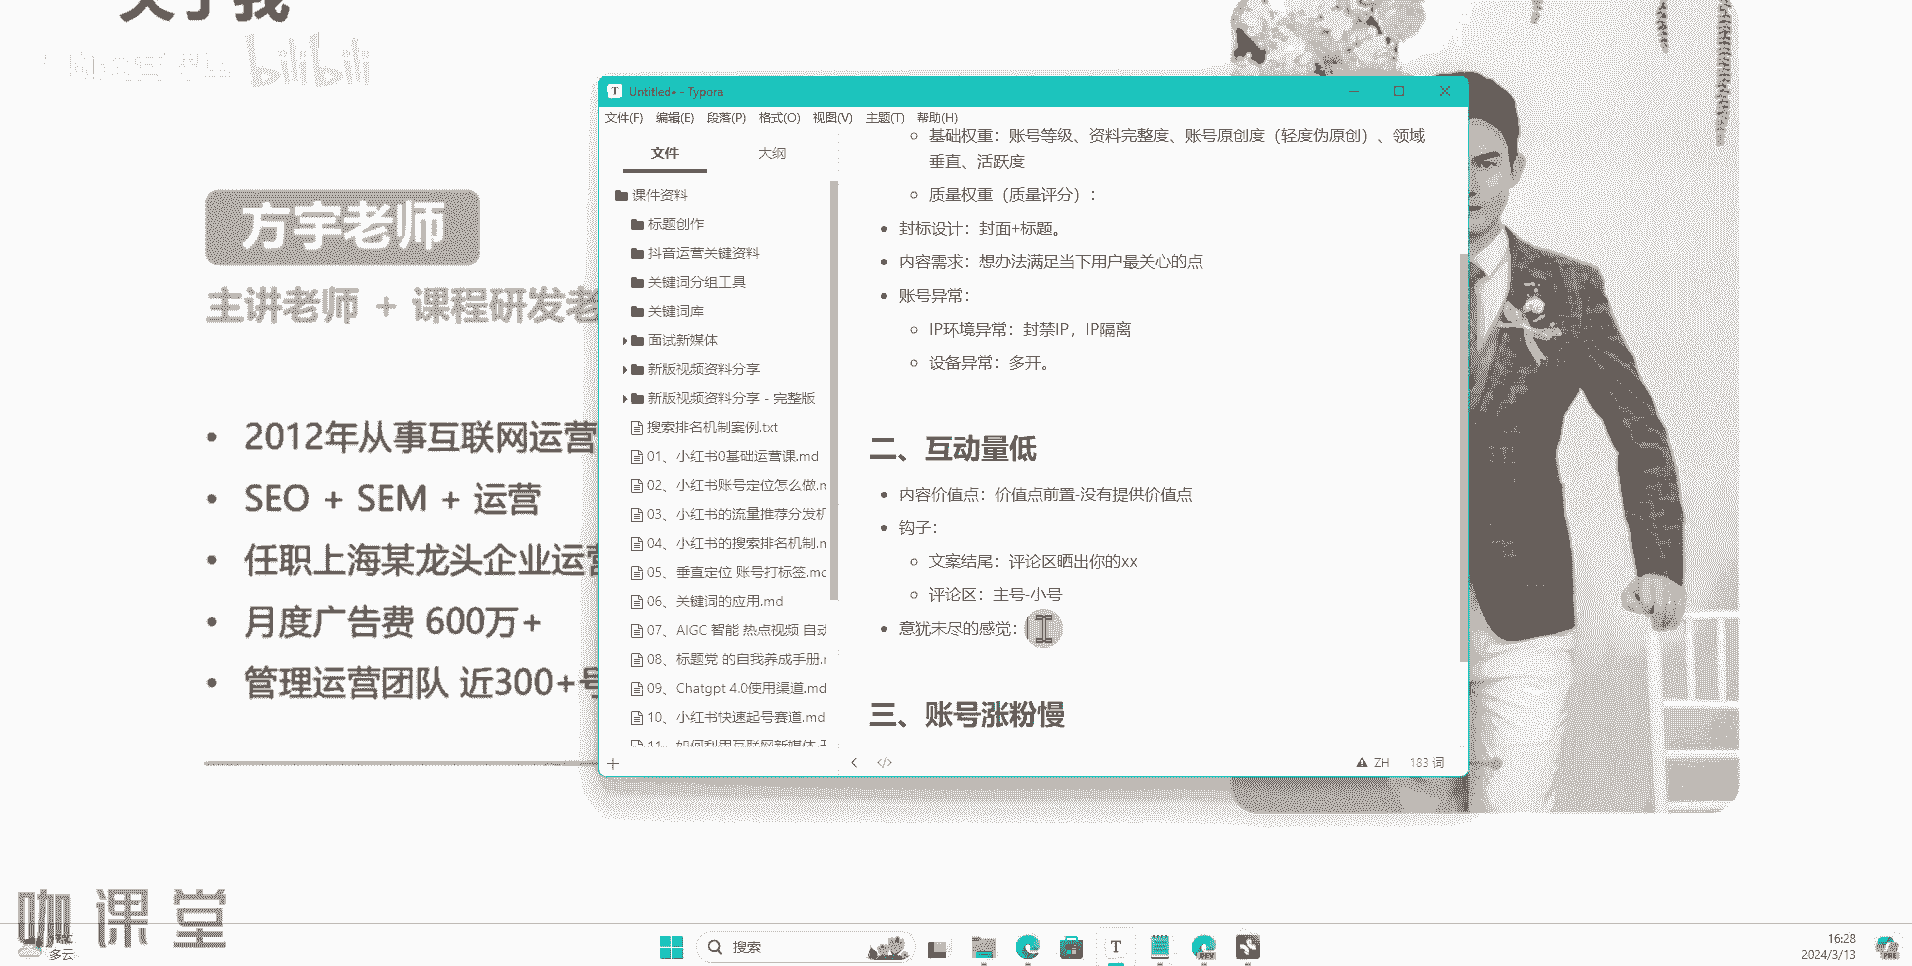 关于我
bilibili
方宇老师
主讲老师 + 课程研发老
• 2012年从事互联网运营
• SEO + SEM + 运营
• 任职上海某龙头企业运营
• 月度广告费 600万+
• 管理运营团队 近300+号
Untitled• - Typora
文件(F) 编辑(E) 段落(P) 格式(O) 视图(V) 主题(T) 帮助(H)
文件 大纲
课件资料
标题创作
抖音运营关键资料
关键词分组工具
关键词库
面试新媒体
新版视频资料分享
新版视频资料分享 - 完整版
搜索排名机制案例.txt
01、小红书0基础运营课.md
02、小红书账号定位怎么做.m
03、小红书的流量推荐分发机
04、小红书的搜索排名机制.m
05、垂直定位 账号打标签.mc
06、关键词的应用.md
07、AIGC 智能 热点视频 自动
08、标题党 的自我养成手册.r
09、Chatgpt 4.0使用渠道.md
10、小红书快速起号赛道.md
11、如何利用互联网新媒体
基础权重：账号等级、资料完整度、账号原创度（轻度伪原创）、领域
垂直、活跃度
质量权重（质量评分）：
封标设计：封面+标题。
内容需求：想办法满足当下用户最关心的点
账号异常：
IP环境异常：封禁IP，IP隔离
设备异常：多开。
二、互动量低
内容价值点：价值点前置-没有提供价值点
钩子：
文案结尾：评论区晒出你的xx
评论区：主号-小号
意犹未尽的感觉：
三、账号涨粉慢
ZH 183 词
咖课堂
多云
搜索
16:28
2024/3/13